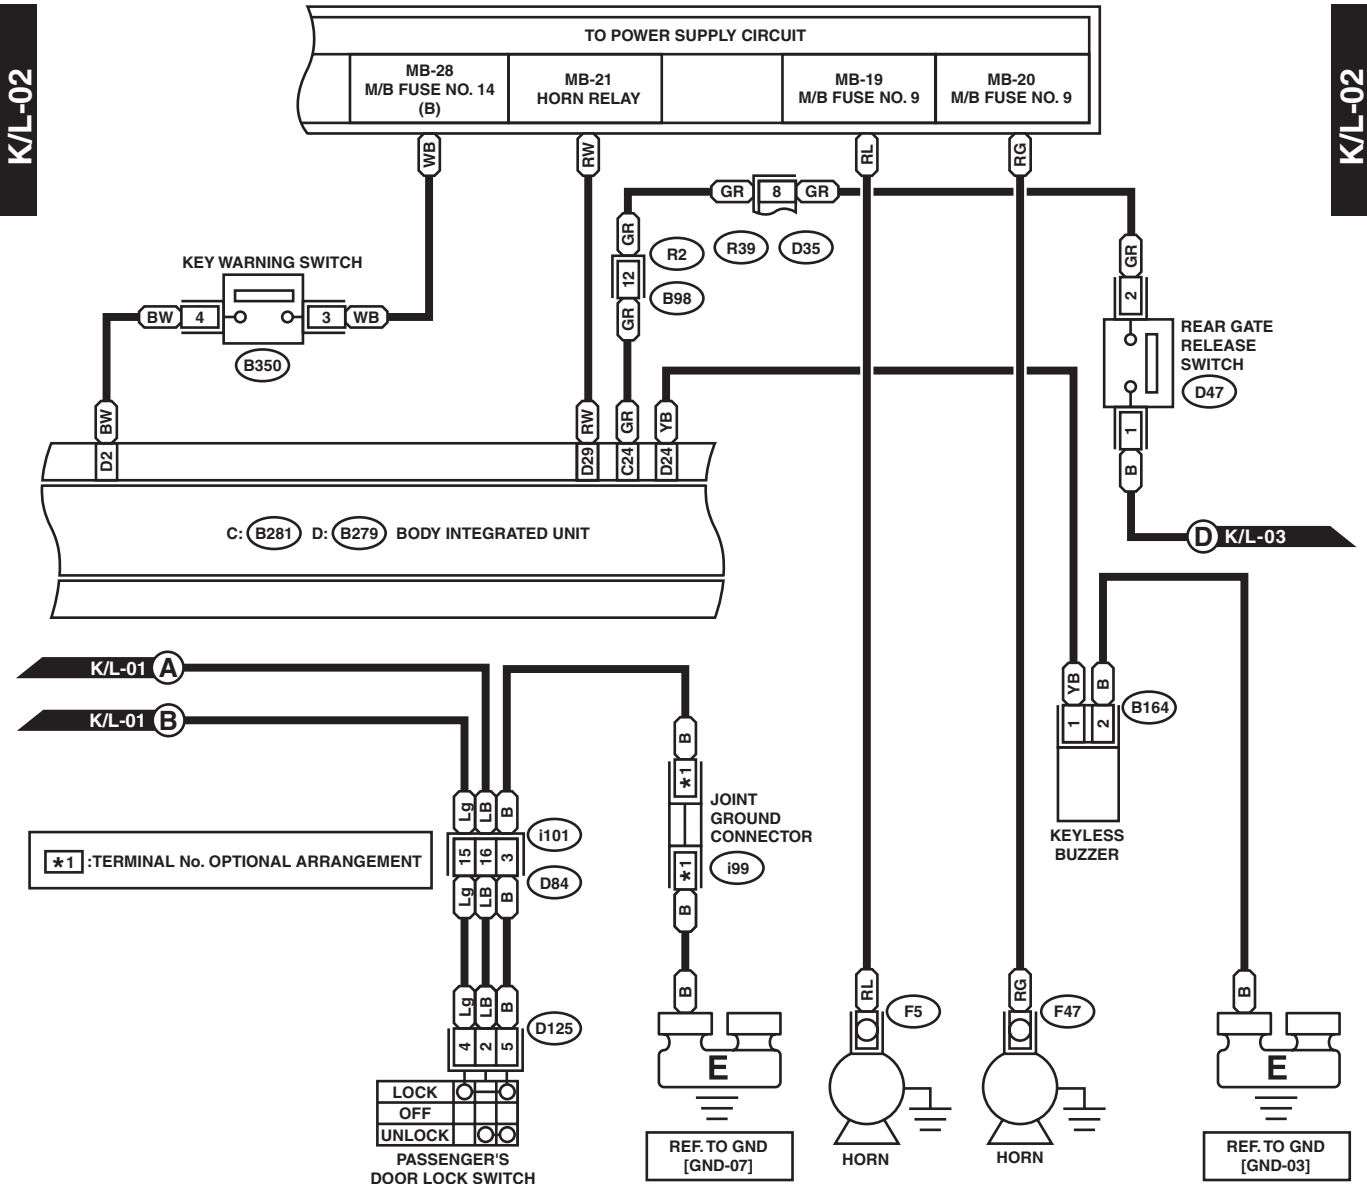 K/L-02
K/L-02
TO POWER SUPPLY CIRCUIT
MB-28
M/B FUSE NO. 14
(B)
MB-21
HORN RELAY
MB-19
M/B FUSE NO. 9
MB-20
M/B FUSE NO. 9
WB
RW
RL
RG
GR
8
GR
GR
12
GR
R2
B98
R39
D35
GR
2
KEY WARNING SWITCH
BW
4
3
WB
B350
REAR GATE
RELEASE
SWITCH
D47
1
B
BW
RW
GR
YB
D2
D29
C24
D24
C: B281 D: B279 BODY INTEGRATED UNIT
D K/L-03
K/L-01 A
K/L-01 B
YB
B
1
2
B164
KEYLESS
BUZZER
B
*1
JOINT
GROUND
CONNECTOR
*1
i99
B
B
Lg
LB
B
i101
15
16
3
D84
Lg
LB
B
*1 :TERMINAL No. OPTIONAL ARRANGEMENT
Lg
LB
B
D125
4
2
5
LOCK
OFF
UNLOCK
PASSENGER'S
DOOR LOCK SWITCH
E
REF. TO GND
[GND-07]
RL
F5
HORN
RG
F47
HORN
B
E
REF. TO GND
[GND-03]